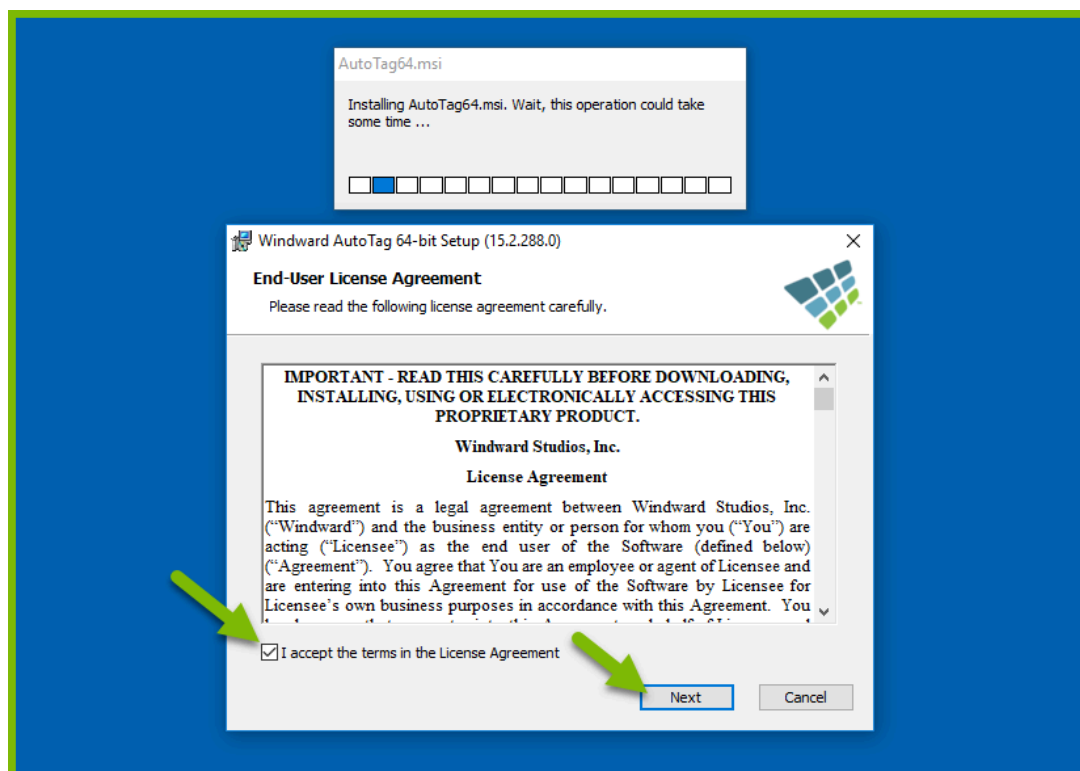 AutoTag64.msi
Installing AutoTag64.msi. Wait, this operation could take
some time ...
Windward AutoTag 64-bit Setup (15.2.288.0)
End-User License Agreement
Please read the following license agreement carefully.
IMPORTANT - READ THIS CAREFULLY BEFORE DOWNLOADING,
INSTALLING, USING OR ELECTRONICALLY ACCESSING THIS
PROPRIETARY PRODUCT.
Windward Studios, Inc.
License Agreement
This agreement is a legal agreement between Windward Studios, Inc.
(“Windward”) and the business entity or person for whom you (“You”) are
acting (“Licensee”) as the end user of the Software (defined below)
(“Agreement”). You agree that You are an employee or agent of Licensee and
are entering into this Agreement for use of the Software by Licensee for
Licensee’s own business purposes in accordance with this Agreement. You
I accept the terms in the License Agreement
Next
Cancel